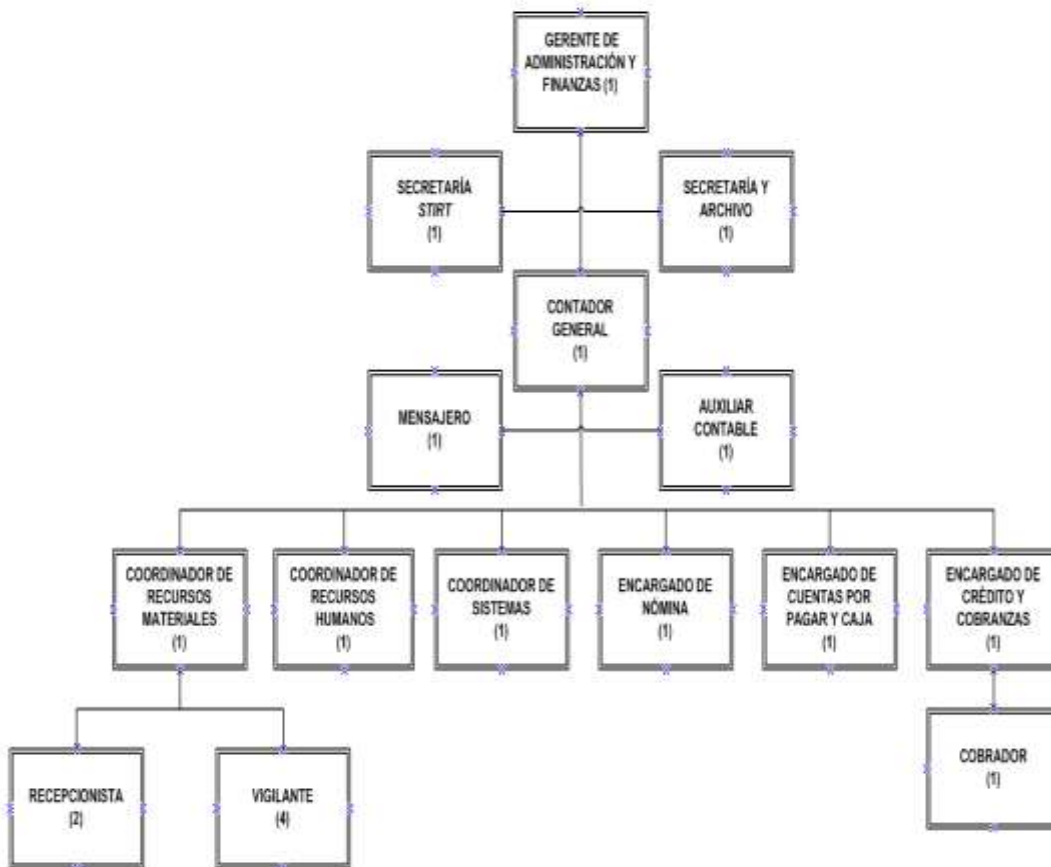 GERENTE DE
ADMINISTRACIÓN Y
FINANZAS (1)
SECRETARÍA
STIRT
(1)
SECRETARÍA Y
ARCHIVO
(1)
CONTADOR
GENERAL
(1)
MENSAJERO
(1)
AUXILIAR
CONTABLE
(1)
COORDINADOR DE
RECURSOS
MATERIALES
(1)
COORDINADOR DE
RECURSOS
HUMANOS
(1)
COORDINADOR DE
SISTEMAS
(1)
ENCARGADO DE
NÓMINA
(1)
ENCARGADO DE
CUENTAS POR
PAGAR Y CAJA
(1)
ENCARGADO DE
CRÉDITO Y
COBRANZAS
(1)
RECEPCIONISTA
(2)
VIGILANTE
(4)
COBRADOR
(1)